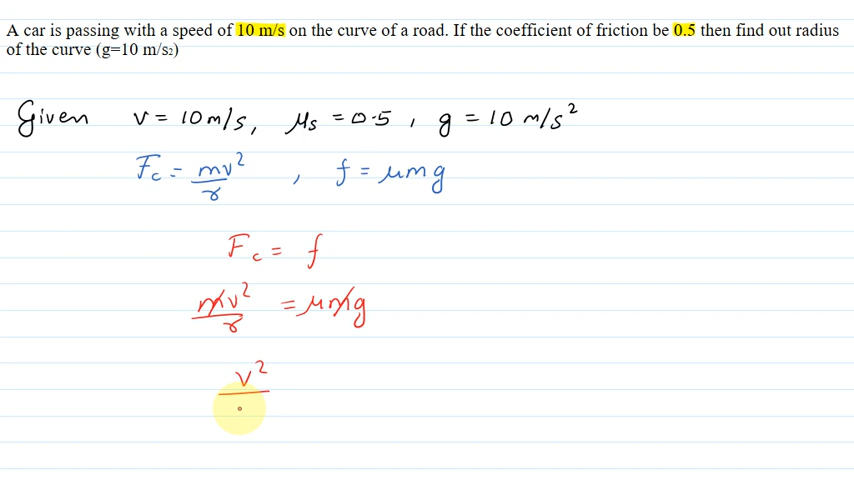 A car is passing with a speed of 10 m/s on the curve of a road. If the coefficient of friction be 0.5 then find out radius
of the curve (g=10 m/s2)
Given v = 10 m/s, μs = 0.5 , g = 10 m/s²
Fc = mv²/r , f = μmg
Fc = f
mv²/r = μmg
v²